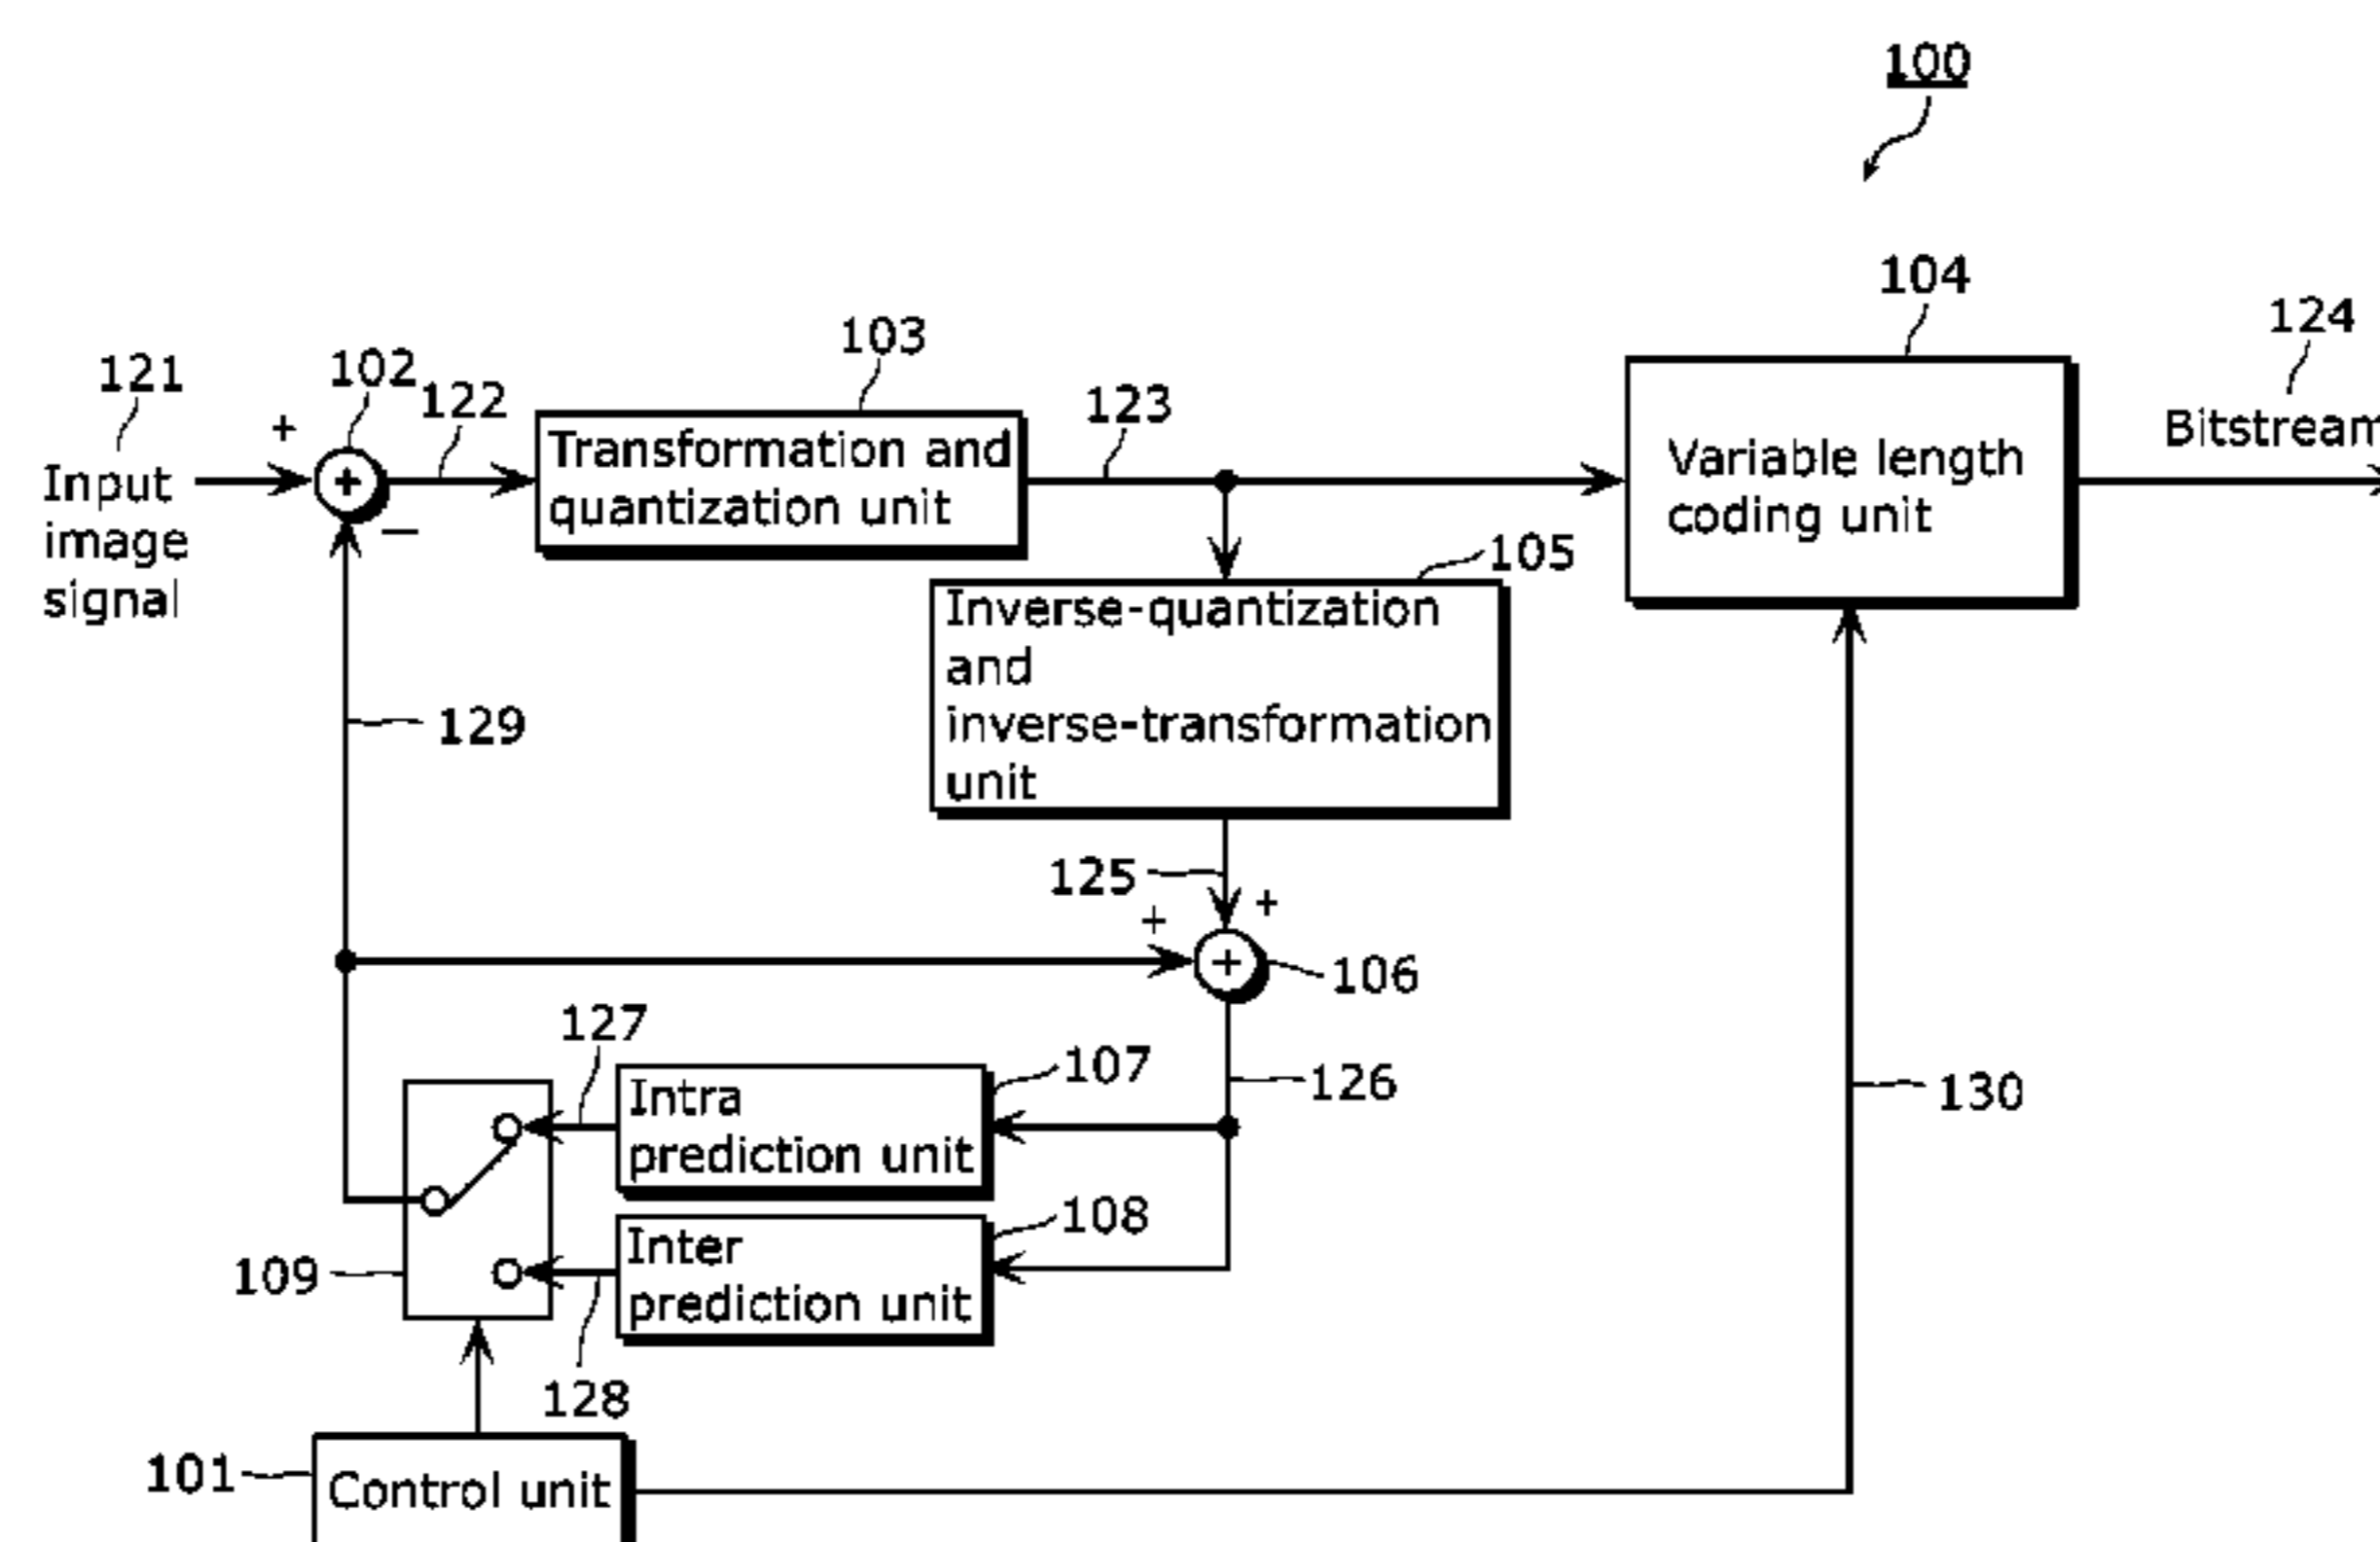 100
104
124
103
121
102
122
123
Bitstream
+
Input
image
signal
+
−
Transformation and
quantization unit
Variable length
coding unit
105
Inverse-quantization
and
inverse-transformation
unit
129
125
+
+
+
106
127
107
126
130
Intra
prediction unit
108
109
Inter
prediction unit
128
101
Control unit